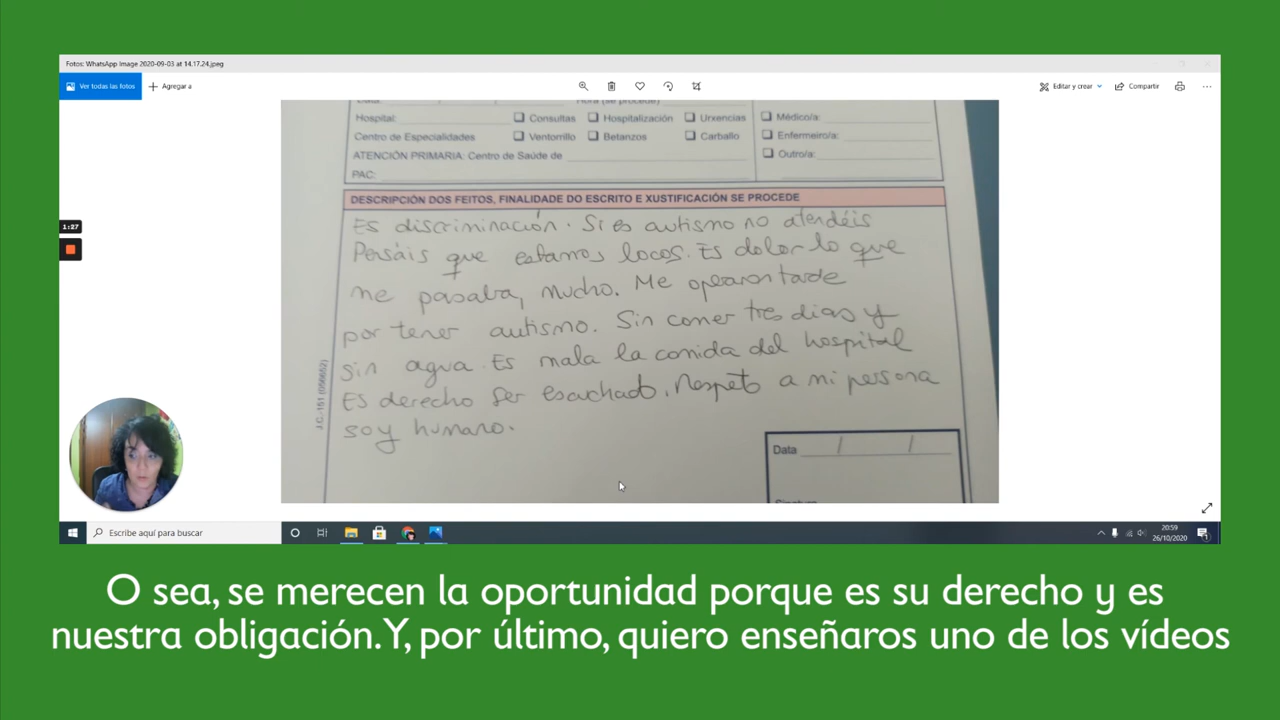 Fotos: WhatsApp Image 2020-09-03 at 14.17.24.jpeg
Ver todas las fotos
Agregar a
Editar y crear
Compartir
Hora (se procede)
Hospital: Consultas Hospitalización Urxencias
Médico/a:
Centro de Especialidades Ventorrillo Betanzos Carballo
Enfermeiro/a:
ATENCIÓN PRIMARIA: Centro de Saúde de
Outro/a:
PAC:
1:27
DESCRIPCIÓN DOS FEITOS, FINALIDADE DO ESCRITO E XUSTIFICACIÓN SE PROCEDE
Es discriminación. Si es autismo no atendéis
Pensáis que estamos locos. Es dolor lo que
me pasaba, mucho. Me operaron tarde
por tener autismo. Sin comer tres dias y
sin agua. Es mala la comida del hospital
Es derecho ser escuchado. Respeto a mi persona
soy humano.
J.C.-151 (056652)
Data / /
Escribe aquí para buscar
20:59
26/10/2020
O sea, se merecen la oportunidad porque es su derecho y es
nuestra obligación. Y, por último, quiero enseñaros uno de los vídeos